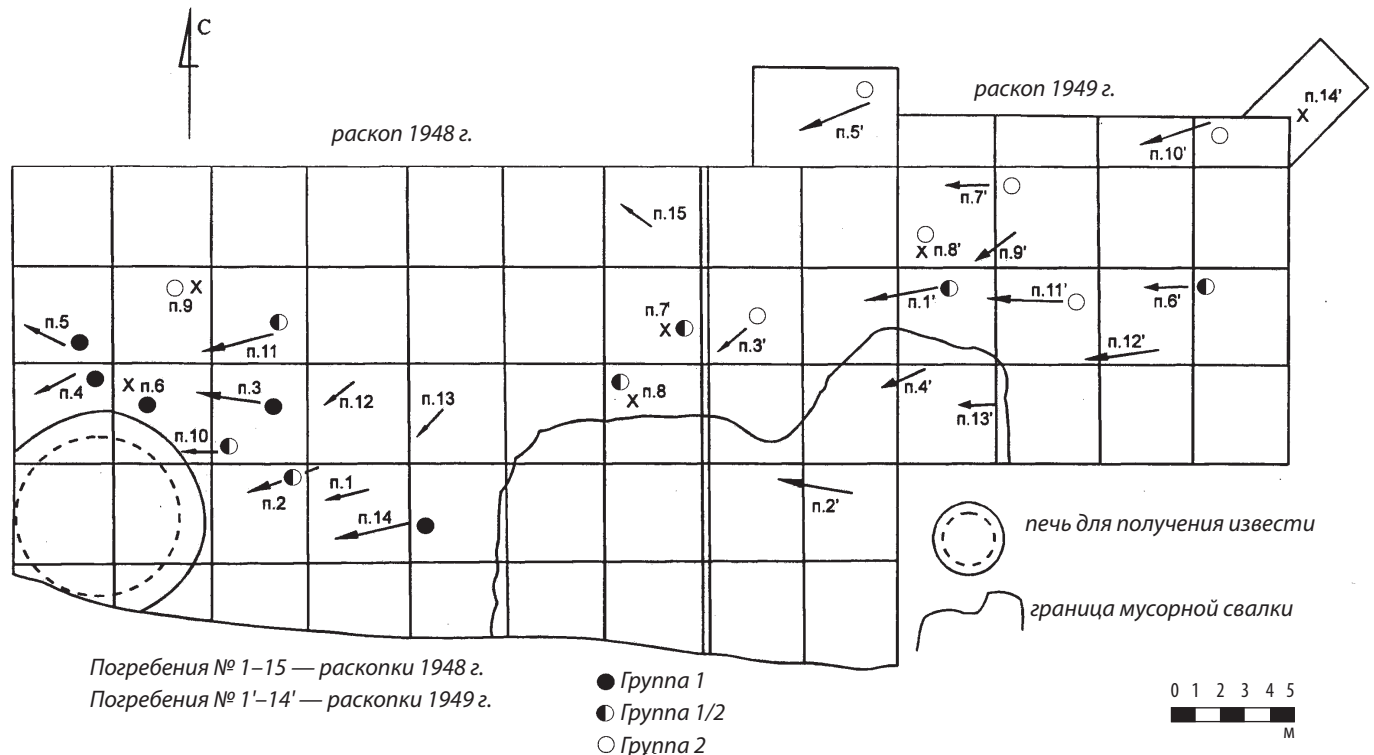 С
раскоп 1948 г.
раскоп 1949 г.
п.14'
п.5'
п.10'
п.7'
п.15
п.8'
п.9'
п.9
п.5
п.11
п.7
п.3'
п.1'
п.11'
п.6'
п.12'
п.4
п.6
п.3
п.12
п.13
п.8
п.4'
п.13'
п.10
п.2
п.1
п.14
п.2'
печь для получения извести
граница мусорной свалки
Погребения № 1–15 — раскопки 1948 г.
Погребения № 1'–14' — раскопки 1949 г.
Группа 1
Группа 1/2
Группа 2
0 1 2 3 4 5
м